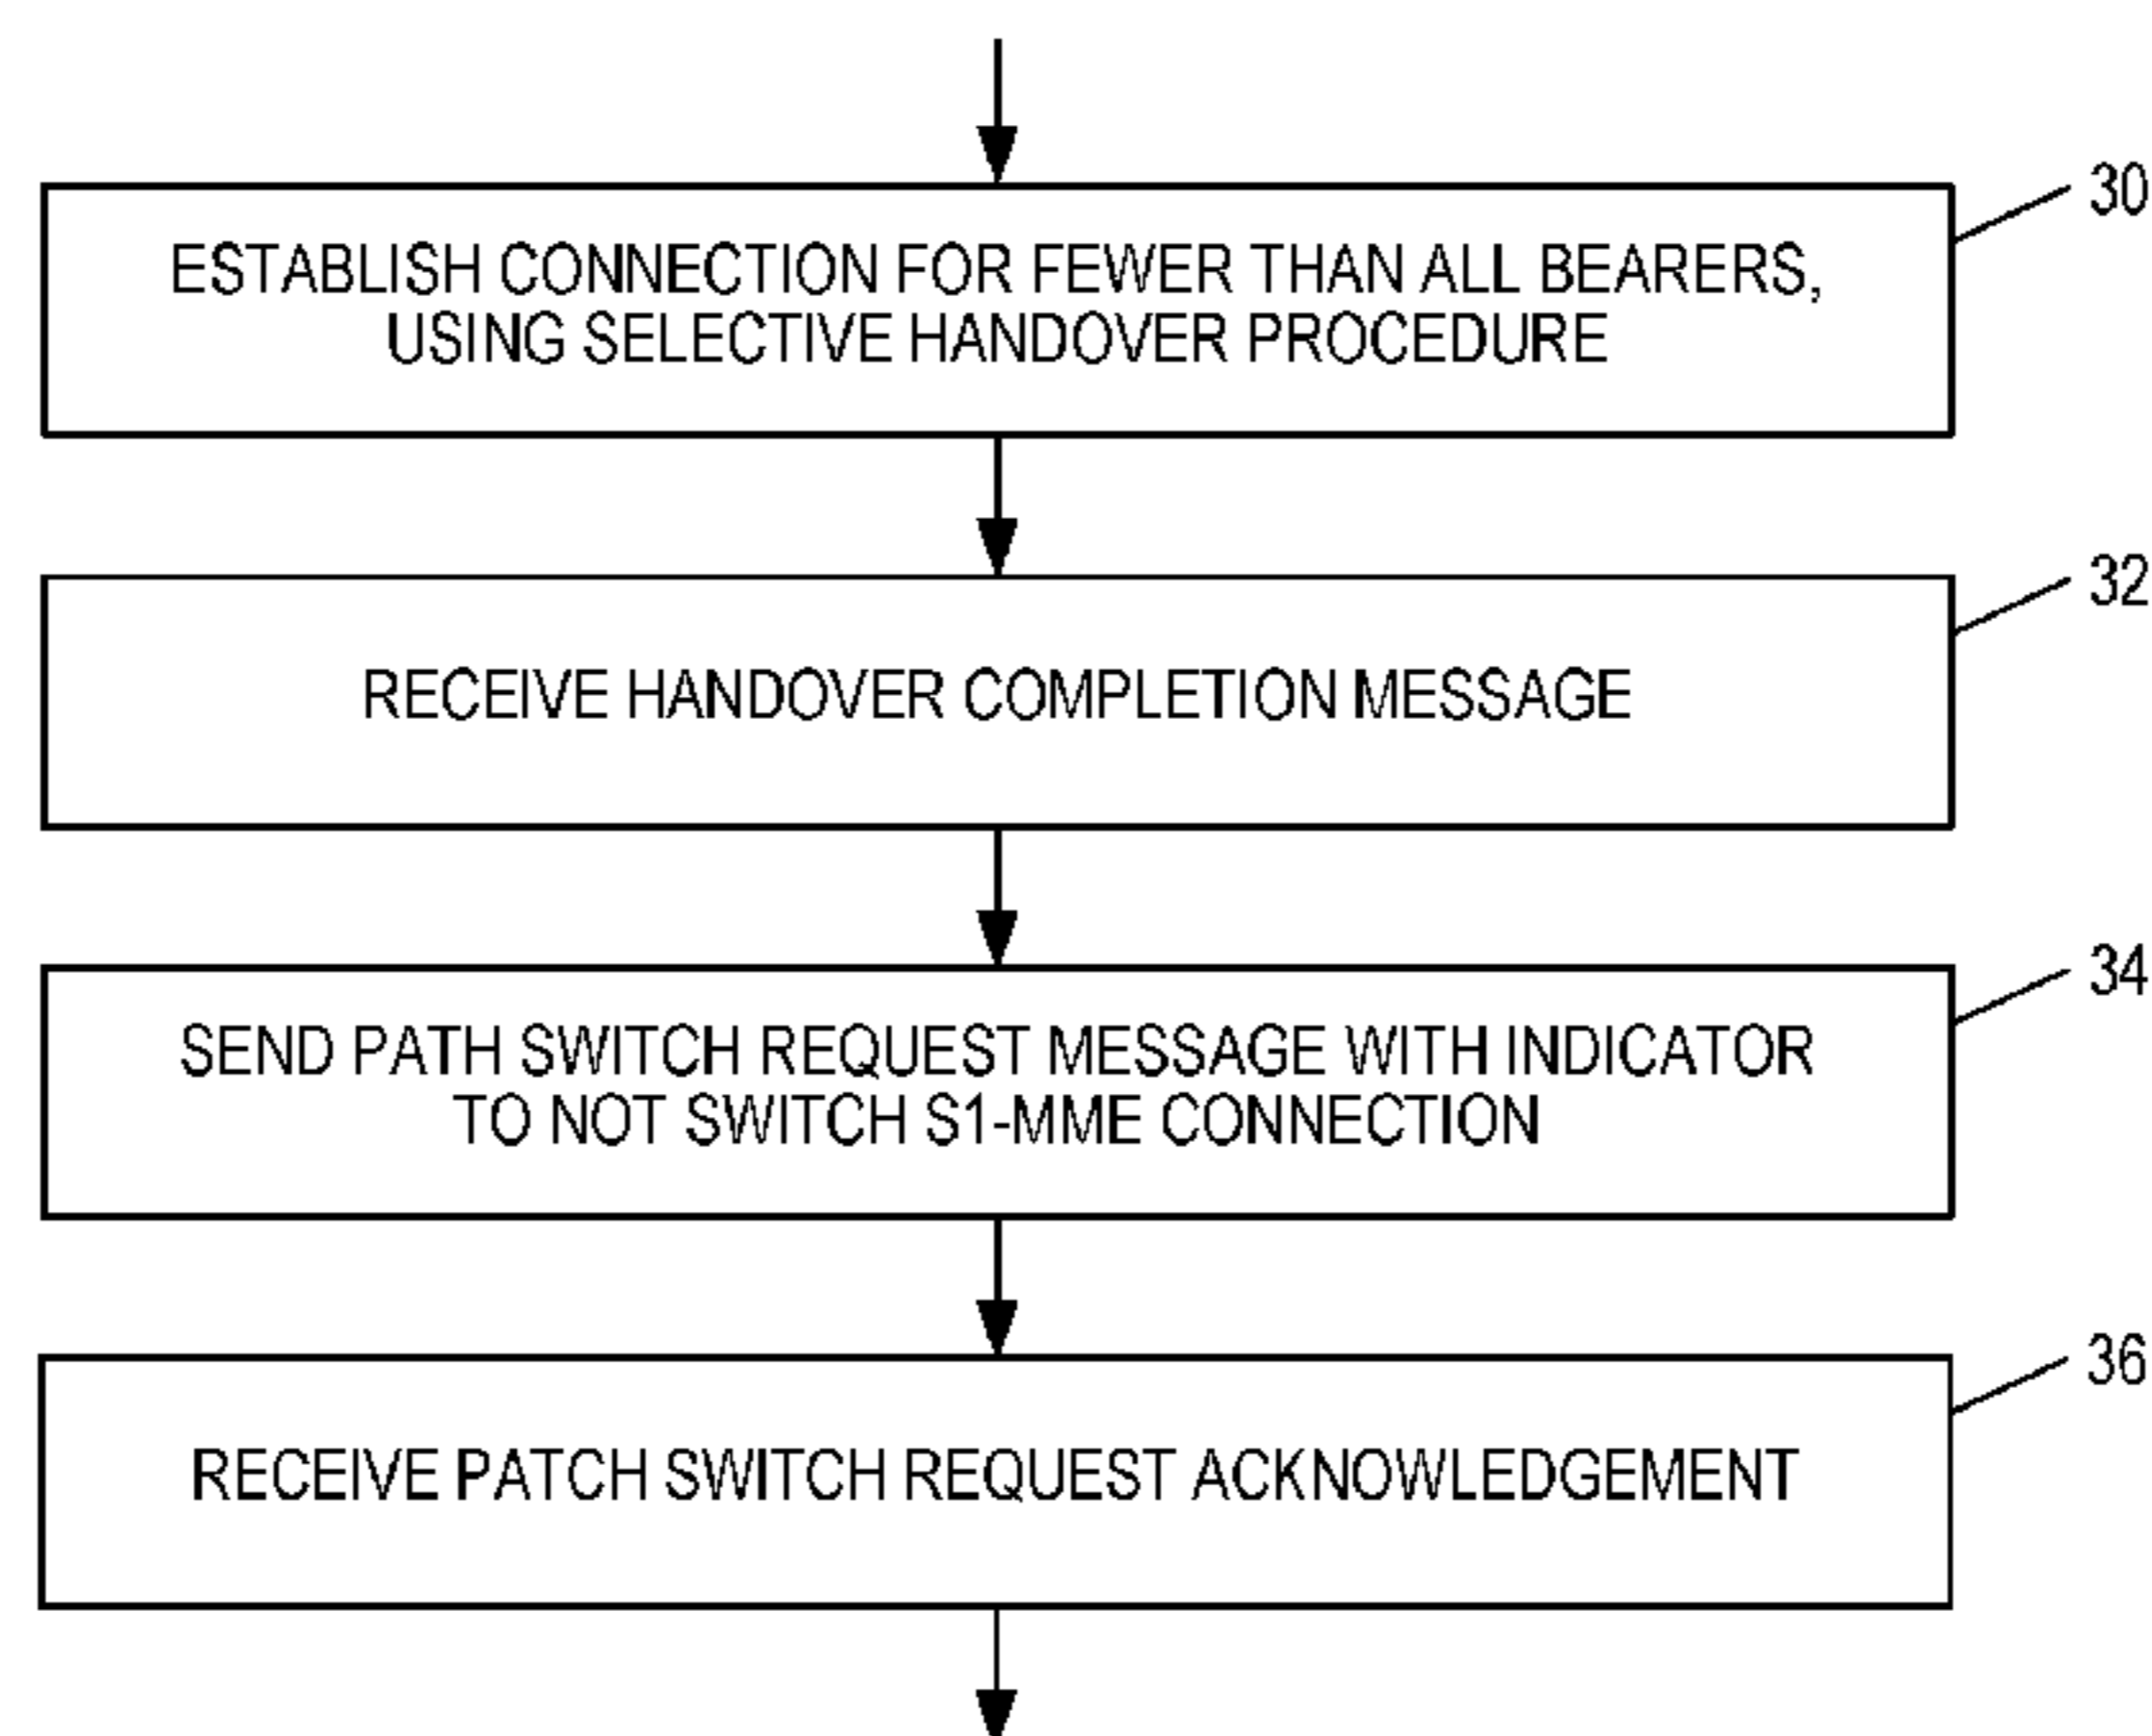 30
ESTABLISH CONNECTION FOR FEWER THAN ALL BEARERS,
USING SELECTIVE HANDOVER PROCEDURE
32
RECEIVE HANDOVER COMPLETION MESSAGE
34
SEND PATH SWITCH REQUEST MESSAGE WITH INDICATOR
TO NOT SWITCH S1-MME CONNECTION
36
RECEIVE PATCH SWITCH REQUEST ACKNOWLEDGEMENT